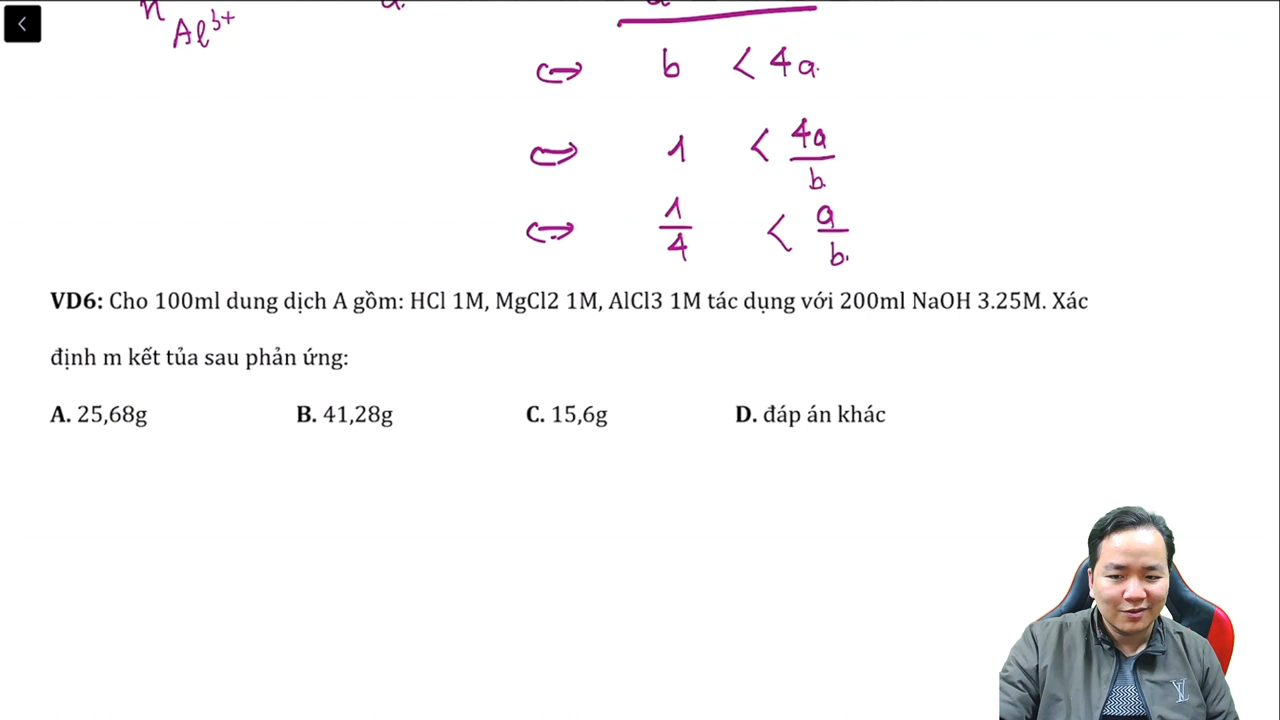 n Al³⁺ a.
⇔ b < 4a.
⇔ 1 < 4a/b.
⇔ 1/4 < a/b.
VD6: Cho 100ml dung dịch A gồm: HCl 1M, MgCl2 1M, AlCl3 1M tác dụng với 200ml NaOH 3.25M. Xác
định m kết tủa sau phản ứng:
A. 25,68g B. 41,28g C. 15,6g D. đáp án khác